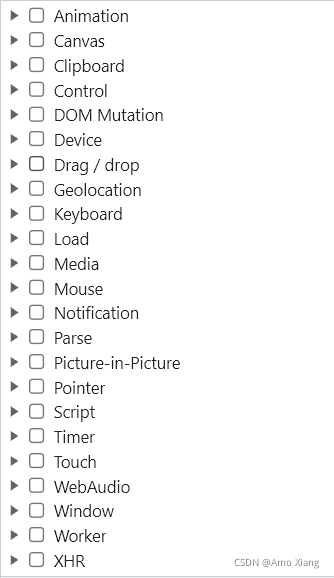 Animation
Canvas
Clipboard
Control
DOM Mutation
Device
Drag / drop
Geolocation
Keyboard
Load
Media
Mouse
Notification
Parse
Picture-in-Picture
Pointer
Script
Timer
Touch
WebAudio
Window
Worker
XHR
CSDN @Amo Xiang